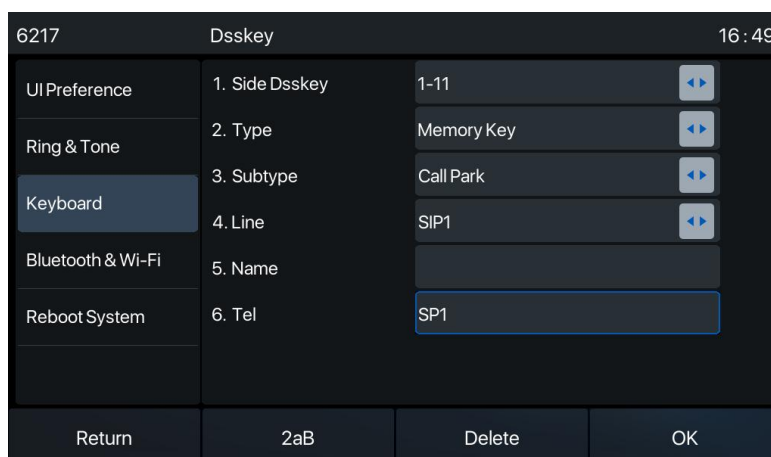 6217 Dsskey 16:49
UI Preference
Ring & Tone
Keyboard
Bluetooth & Wi-Fi
Reboot System
1. Side Dsskey 1-11
2. Type Memory Key
3. Subtype Call Park
4. Line SIP1
5. Name
6. Tel SP1
Return 2aB Delete OK